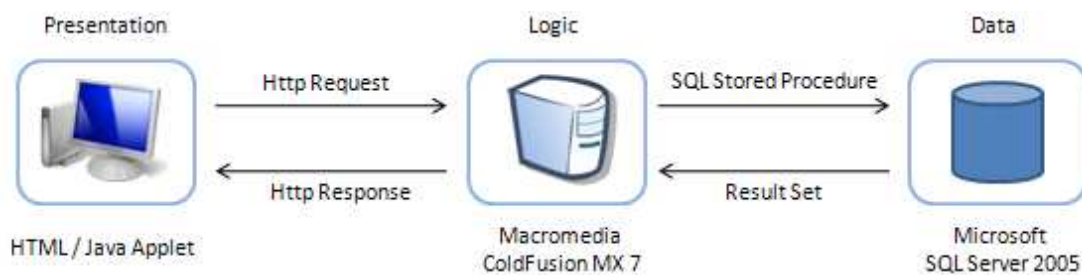 Presentation
Logic
Data
Http Request
SQL Stored Procedure
Http Response
Result Set
HTML / Java Applet
Macromedia
ColdFusion MX 7
Microsoft
SQL Server 2005